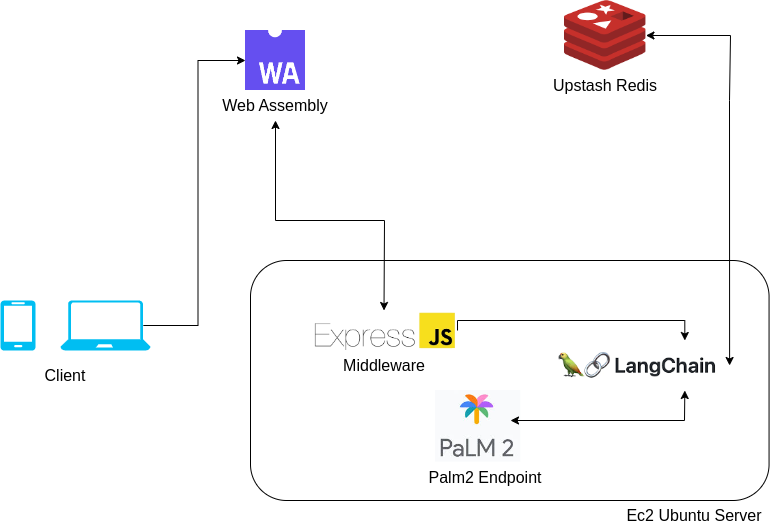 WA
Web Assembly
Upstash Redis
Express JS
Middleware
LangChain
Client
PaLM 2
Palm2 Endpoint
Ec2 Ubuntu Server